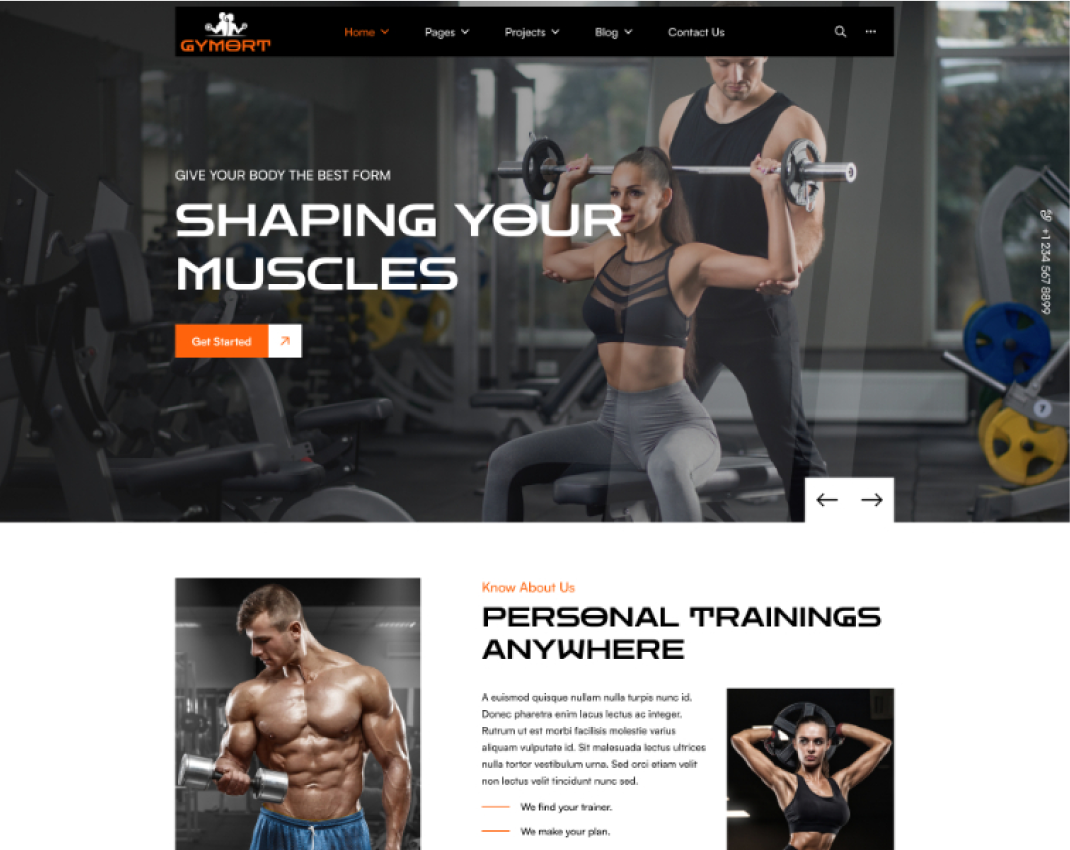 GYMORT
Home
Pages
Projects
Blog
Contact Us
GIVE YOUR BODY THE BEST FORM
SHAPING YOUR
MUSCLES
Get Started
+1 234 567 8899
Know About Us
PERSONAL TRAININGS
ANYWHERE
A euismod quisque nullam nulla turpis nunc id.
Donec pharetra enim lacus lectus ac integer.
Rutrum ut est morbi facilisis molestie varius
aliquam vulputate id. Sit malesuada lectus ultrices
nulla tortor vestibulum urna. Sed orci etiam velit
non lectus velit tincidunt nunc sed.
We find your trainer.
We make your plan.